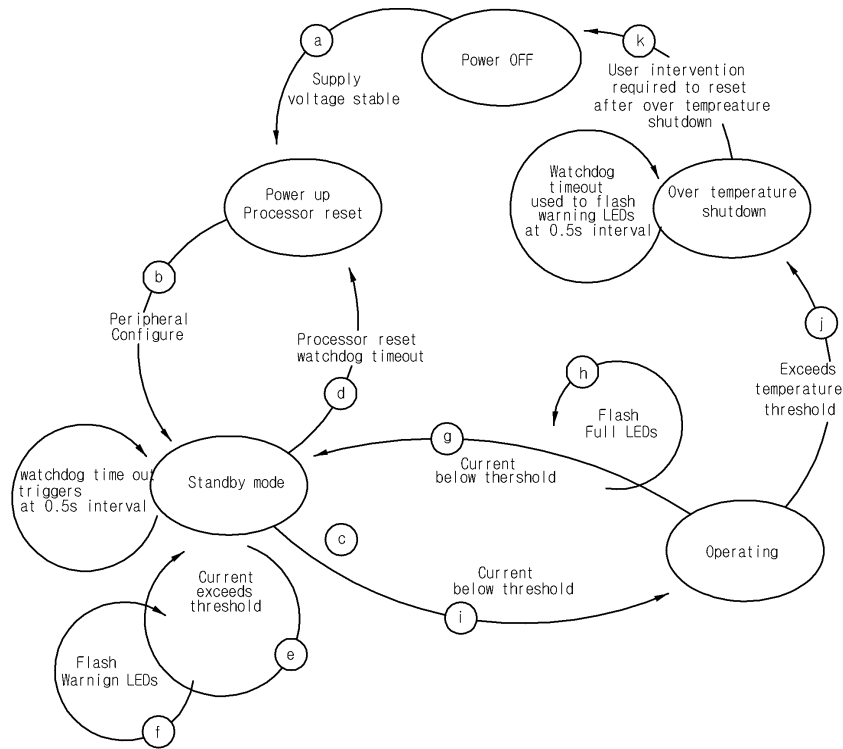 a
Power OFF
k
Supply
voltage stable
User intervention
required to reset
after over tempreature
shutdown
Power up
Processor reset
Watchdog
timeout
used to flash
warning LEDs
at 0.5s interval
Over temperature
shutdown
b
Peripheral
Configure
Processor reset
watchdog timeout
d
j
h
Exceeds
temperature
threshold
Flash
Full LEDs
g
Current
below thershold
watchdog time out
triggers
at 0.5s interval
Standby mode
c
Operating
Current
exceeds
threshold
Current
below threshold
i
e
Flash
Warnign LEDs
f